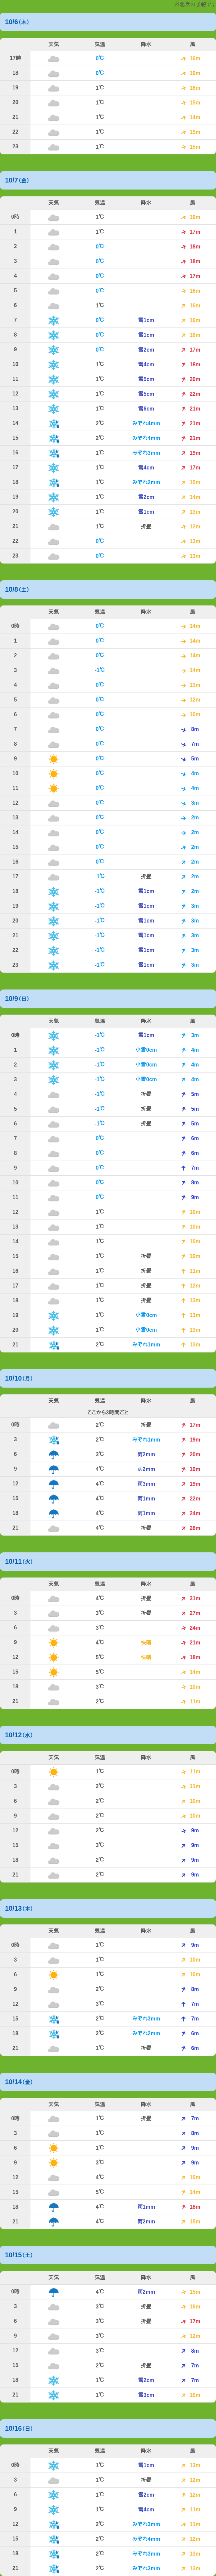 ※北岳の予報です
10/6(木)
天気 気温 降水 風
17時 0℃ 16m
18 0℃ 16m
19 1℃ 16m
20 1℃ 15m
21 1℃ 14m
22 1℃ 15m
23 1℃ 15m
10/7(金)
天気 気温 降水 風
0時 1℃ 16m
1 1℃ 17m
2 0℃ 18m
3 0℃ 18m
4 0℃ 17m
5 0℃ 16m
6 1℃ 16m
7 0℃ 雪1cm 16m
8 0℃ 雪1cm 16m
9 0℃ 雪2cm 17m
10 1℃ 雪4cm 18m
11 1℃ 雪5cm 20m
12 1℃ 雪5cm 22m
13 1℃ 雪6cm 21m
14 2℃ みぞれ4mm 21m
15 2℃ みぞれ4mm 21m
16 1℃ みぞれ3mm 19m
17 1℃ 雪4cm 17m
18 1℃ みぞれ2mm 15m
19 1℃ 雪2cm 14m
20 1℃ 雪1cm 13m
21 1℃ 折曇 12m
22 0℃ 13m
23 0℃ 13m
10/8(土)
天気 気温 降水 風
0時 0℃ 14m
1 0℃ 14m
2 0℃ 14m
3 -1℃ 14m
4 0℃ 13m
5 0℃ 12m
6 0℃ 10m
7 0℃ 8m
8 0℃ 7m
9 0℃ 5m
10 0℃ 4m
11 0℃ 4m
12 0℃ 3m
13 0℃ 2m
14 0℃ 2m
15 0℃ 2m
16 0℃ 2m
17 -1℃ 折曇 2m
18 -1℃ 雪1cm 2m
19 -1℃ 雪1cm 3m
20 -1℃ 雪1cm 3m
21 -1℃ 雪1cm 3m
22 -1℃ 雪1cm 3m
23 -1℃ 雪1cm 3m
10/9(日)
天気 気温 降水 風
0時 -1℃ 雪1cm 3m
1 -1℃ 小雪0cm 4m
2 -1℃ 小雪0cm 4m
3 -1℃ 小雪0cm 4m
4 -1℃ 折曇 5m
5 -1℃ 折曇 5m
6 -1℃ 折曇 5m
7 0℃ 6m
8 0℃ 6m
9 0℃ 7m
10 0℃ 8m
11 0℃ 9m
12 1℃ 10m
13 1℃ 10m
14 1℃ 10m
15 1℃ 折曇 10m
16 1℃ 折曇 11m
17 1℃ 折曇 12m
18 1℃ 折曇 13m
19 1℃ 小雪0cm 13m
20 1℃ 小雪0cm 13m
21 2℃ みぞれ1mm 13m
10/10(月)
天気 気温 降水 風
ここから3時間ごと
0時 2℃ 折曇 17m
3 2℃ みぞれ1mm 19m
6 3℃ 雨2mm 20m
9 4℃ 雨2mm 19m
12 4℃ 雨3mm 19m
15 4℃ 雨1mm 22m
18 4℃ 雨1mm 24m
21 4℃ 折曇 28m
10/11(火)
天気 気温 降水 風
0時 4℃ 折曇 31m
3 3℃ 折曇 27m
6 3℃ 24m
9 4℃ 快晴 21m
12 5℃ 快晴 18m
15 5℃ 14m
18 3℃ 10m
21 2℃ 11m
10/12(水)
天気 気温 降水 風
0時 1℃ 11m
3 2℃ 11m
6 2℃ 10m
9 2℃ 10m
12 2℃ 9m
15 3℃ 9m
18 2℃ 9m
21 2℃ 9m
10/13(木)
天気 気温 降水 風
0時 1℃ 9m
3 1℃ 10m
6 1℃ 10m
9 2℃ 8m
12 3℃ 7m
15 2℃ みぞれ3mm 7m
18 2℃ みぞれ2mm 6m
21 1℃ 折曇 6m
10/14(金)
天気 気温 降水 風
0時 1℃ 折曇 7m
3 1℃ 8m
6 1℃ 9m
9 3℃ 9m
12 4℃ 10m
15 5℃ 14m
18 4℃ 雨1mm 18m
21 4℃ 雨2mm 15m
10/15(土)
天気 気温 降水 風
0時 4℃ 雨2mm 15m
3 3℃ 折曇 16m
6 3℃ 折曇 17m
9 3℃ 12m
12 3℃ 8m
15 2℃ 折曇 7m
18 1℃ 雪2cm 7m
21 1℃ 雪3cm 10m
10/16(日)
天気 気温 降水 風
0時 1℃ 雪1cm 13m
3 1℃ 折曇 12m
6 1℃ 雪2cm 12m
9 1℃ 雪4cm 11m
12 2℃ みぞれ3mm 11m
15 2℃ みぞれ4mm 12m
18 2℃ みぞれ3mm 13m
21 1℃ みぞれ3mm 13m